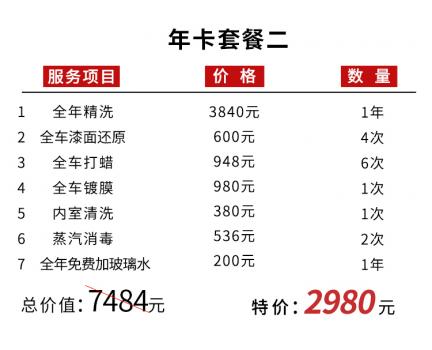 年卡套餐二
服务项目 价 格 数 量
1 全年精洗 3840元 1年
2 全车漆面还原 600元 4次
3 全车打蜡 948元 6次
4 全车镀膜 980元 1次
5 内室清洗 380元 1次
6 蒸汽消毒 536元 2次
7 全年免费加玻璃水 200元 1年
总价值：7484元 特价：2980元